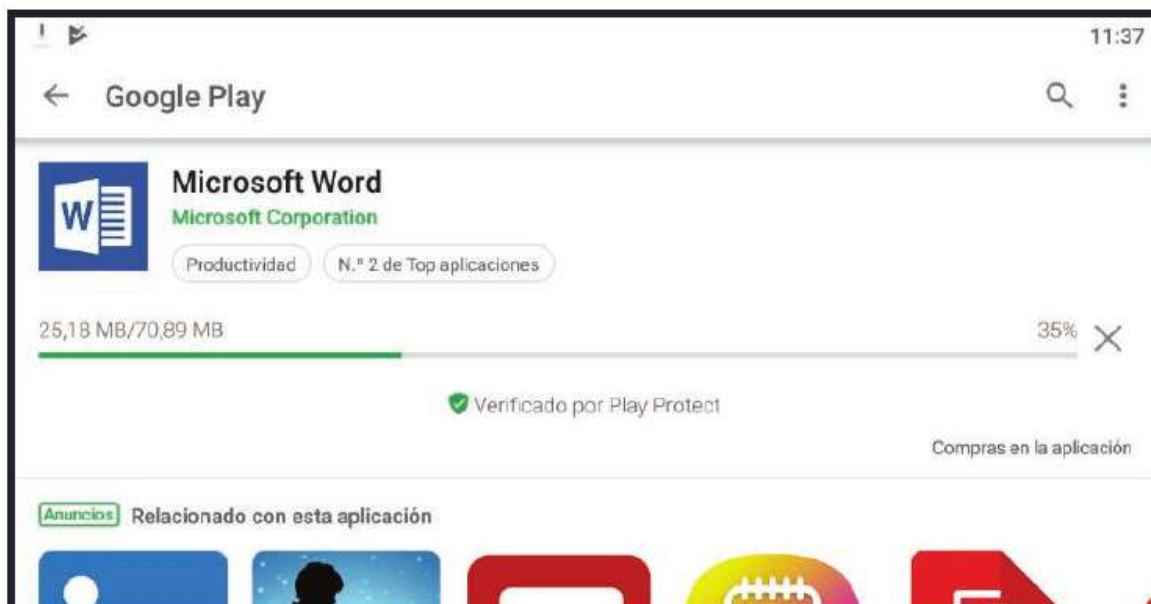 11:37
Google Play
Microsoft Word
Microsoft Corporation
Productividad N.º 2 de Top aplicaciones
25,18 MB/70,89 MB 35%
Verificado por Play Protect
Compras en la aplicación
Anuncios Relacionado con esta aplicación